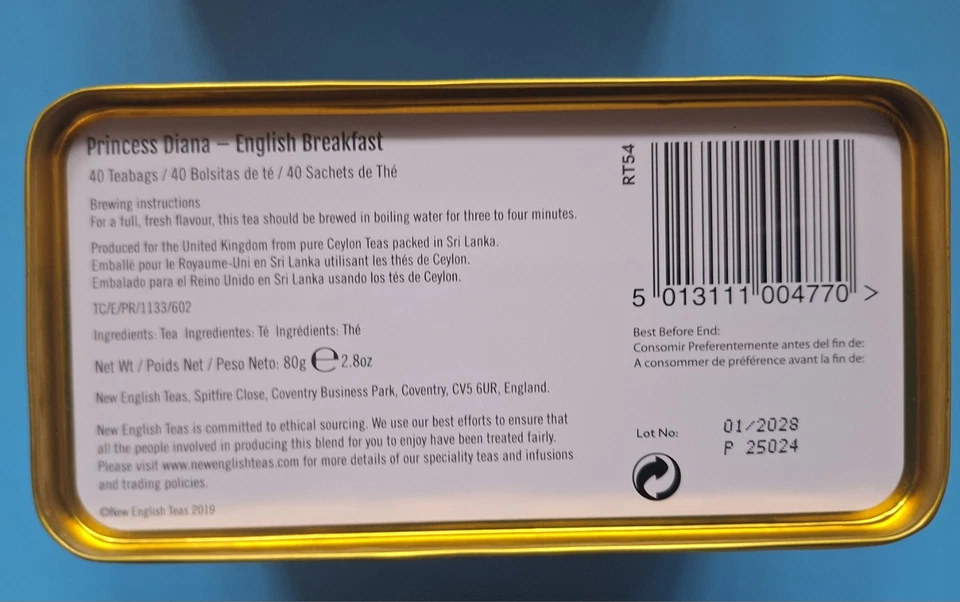 Princess Diana – English Breakfast
40 Teabags / 40 Bolsitas de té / 40 Sachets de Thé
Brewing instructions
For a full, fresh flavour, this tea should be brewed in boiling water for three to four minutes.
Produced for the United Kingdom from pure Ceylon Teas packed in Sri Lanka.
Emballé pour le Royaume-Uni en Sri Lanka utilisant les thés de Ceylon.
Embalado para el Reino Unido en Sri Lanka usando los tés de Ceylon.
TC/E/PR/1133/602
Ingredients: Tea Ingredientes: Té Ingrédients: Thé
Net Wt / Poids Net / Peso Neto: 80g e 2.8oz
New English Teas, Spitfire Close, Coventry Business Park, Coventry, CV5 6UR, England.
New English Teas is committed to ethical sourcing. We use our best efforts to ensure that
all the people involved in producing this blend for you to enjoy have been treated fairly.
Please visit www.newenglishteas.com for more details of our speciality teas and infusions
and trading policies.
©New English Teas 2019
RT54
5 013111 004770 >
Best Before End:
Consomir Preferentemente antes del fin de:
A consommer de préférence avant la fin de:
Lot No:
01/2028
P 25024